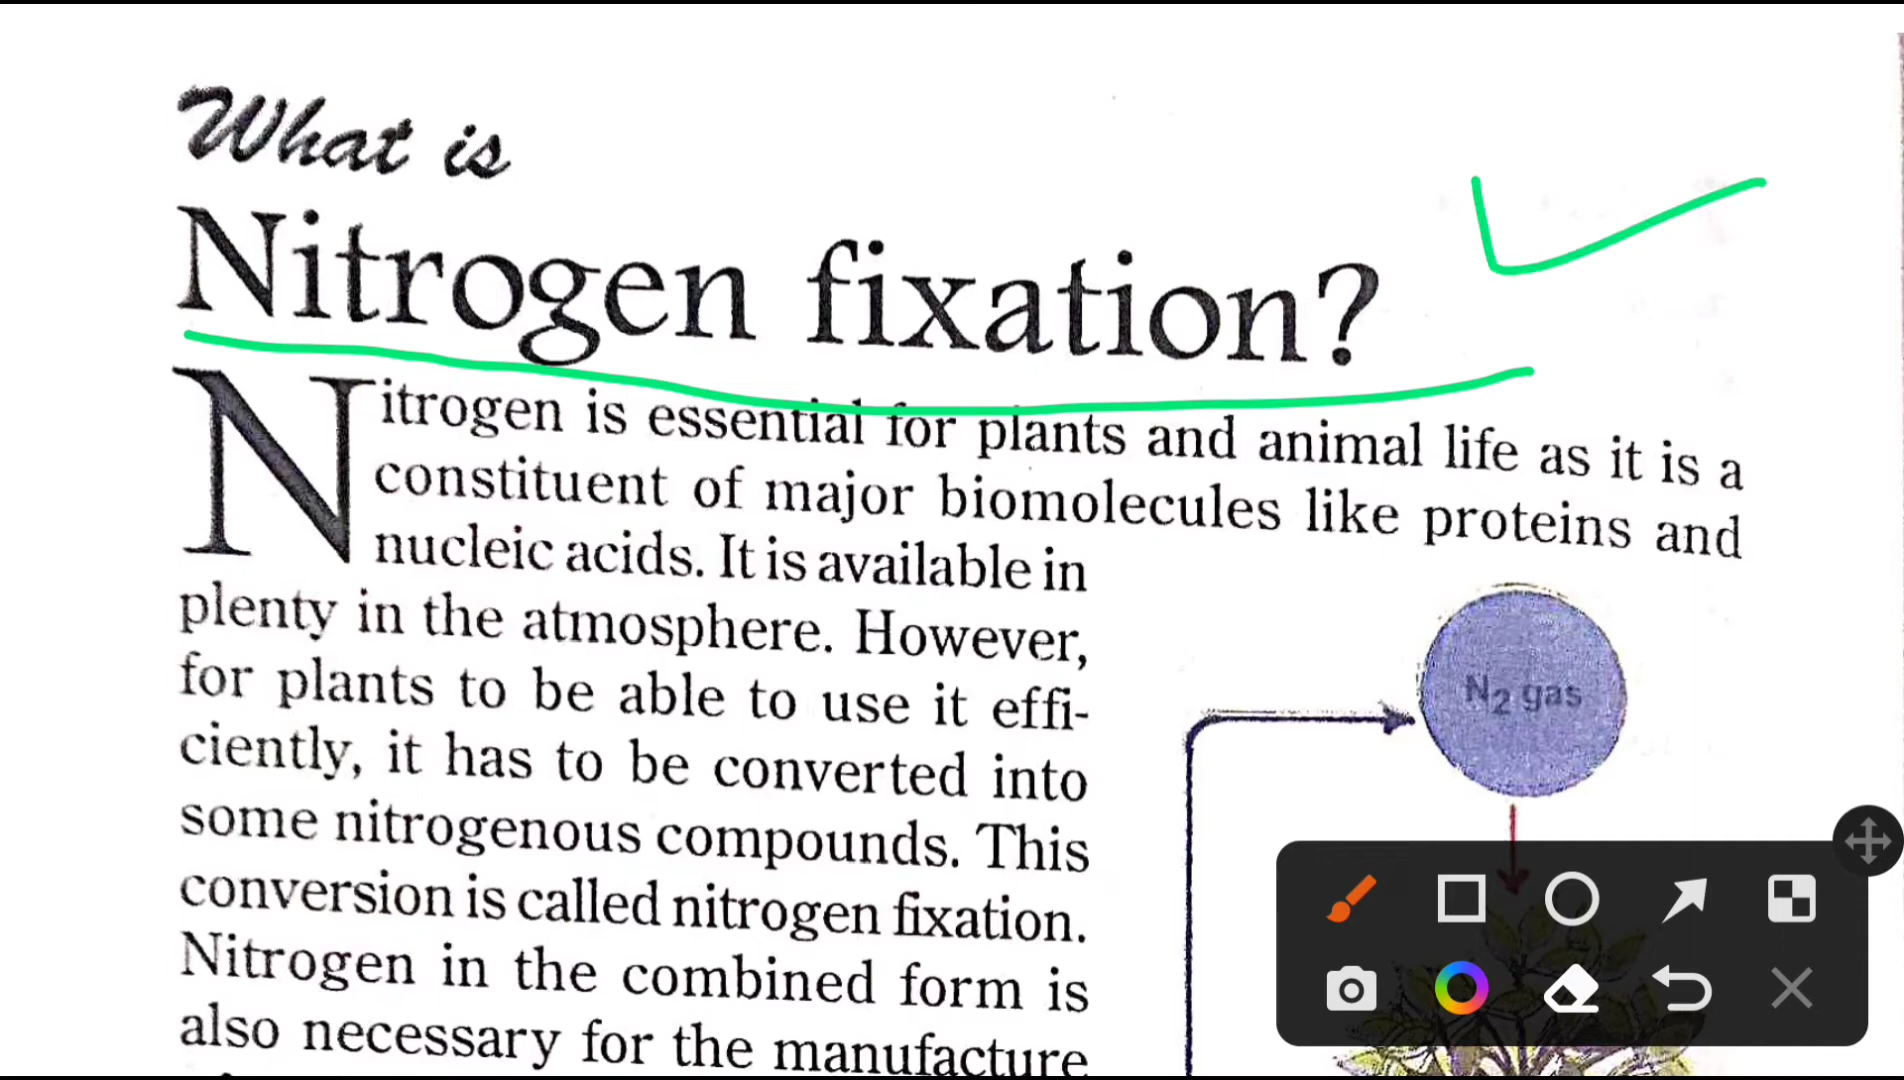 What is
Nitrogen fixation?
Nitrogen is essential for plants and animal life as it is a
constituent of major biomolecules like proteins and
nucleic acids. It is available in
plenty in the atmosphere. However,
for plants to be able to use it effi-
ciently, it has to be converted into
some nitrogenous compounds. This
conversion is called nitrogen fixation.
Nitrogen in the combined form is
also necessary for the manufacture
N2 gas